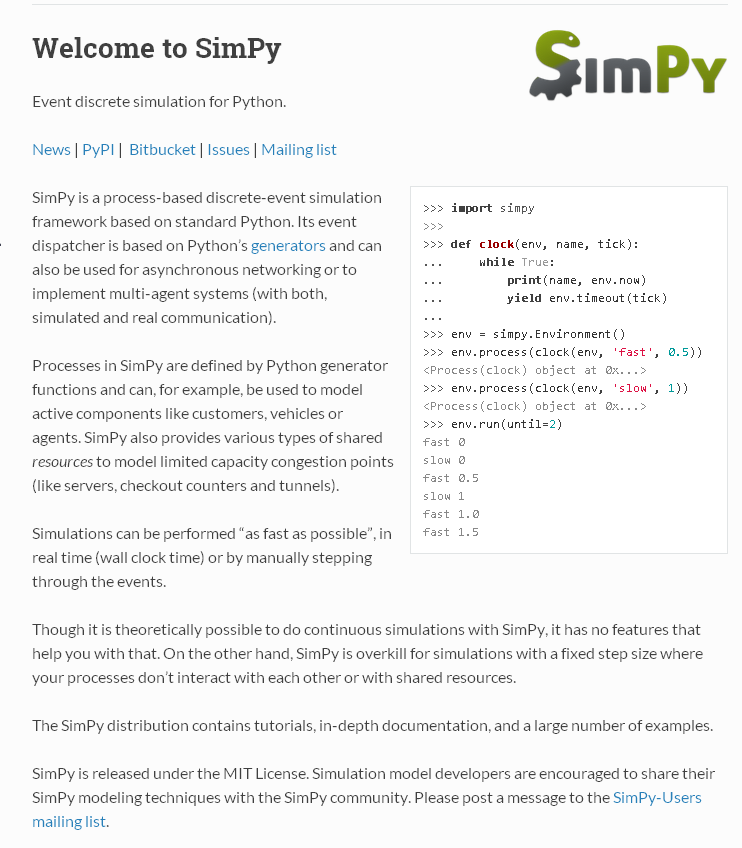 Welcome to SimPy
SimPy
Event discrete simulation for Python.
News | PyPI | Bitbucket | Issues | Mailing list
SimPy is a process-based discrete-event simulation
framework based on standard Python. Its event
dispatcher is based on Python’s generators and can
also be used for asynchronous networking or to
implement multi-agent systems (with both,
simulated and real communication).
Processes in SimPy are defined by Python generator
functions and can, for example, be used to model
active components like customers, vehicles or
agents. SimPy also provides various types of shared
resources to model limited capacity congestion points
(like servers, checkout counters and tunnels).
Simulations can be performed “as fast as possible”, in
real time (wall clock time) or by manually stepping
through the events.
>>> import simpy
>>>
>>> def clock(env, name, tick):
...     while True:
...         print(name, env.now)
...         yield env.timeout(tick)
...
>>> env = simpy.Environment()
>>> env.process(clock(env, 'fast', 0.5))
<Process(clock) object at 0x...>
>>> env.process(clock(env, 'slow', 1))
<Process(clock) object at 0x...>
>>> env.run(until=2)
fast 0
slow 0
fast 0.5
slow 1
fast 1.0
fast 1.5
Though it is theoretically possible to do continuous simulations with SimPy, it has no features that
help you with that. On the other hand, SimPy is overkill for simulations with a fixed step size where
your processes don’t interact with each other or with shared resources.
The SimPy distribution contains tutorials, in-depth documentation, and a large number of examples.
SimPy is released under the MIT License. Simulation model developers are encouraged to share their
SimPy modeling techniques with the SimPy community. Please post a message to the SimPy-Users
mailing list.